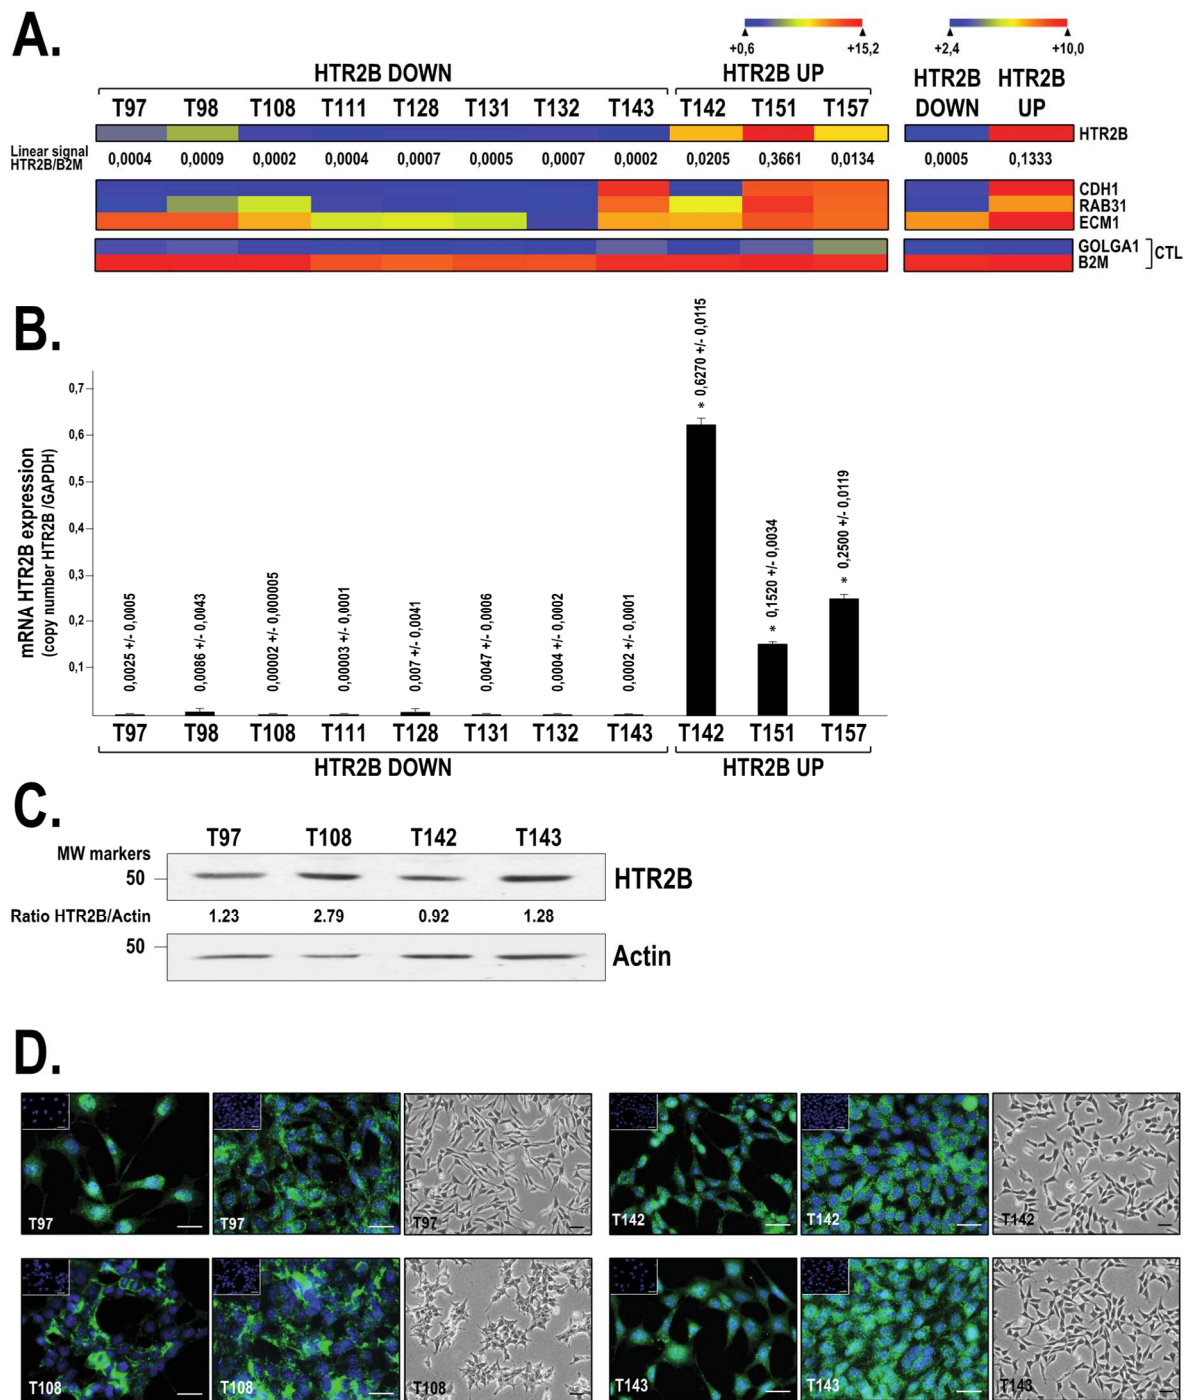 A.
+0,6 +15,2 +2,4 +10,0
HTR2B DOWN HTR2B UP HTR2B DOWN HTR2B UP
T97 T98 T108 T111 T128 T131 T132 T143 T142 T151 T157
HTR2B
Linear signal
HTR2B/B2M
0,0004 0,0009 0,0002 0,0004 0,0007 0,0005 0,0007 0,0002 0,0205 0,3661 0,0134 0,0005 0,1333
CDH1
RAB31
ECM1
GOLGA1
B2M
CTL
B.
mRNA HTR2B expression
(copy number HTR2B /GAPDH)
0,7
0,6
0,5
0,4
0,3
0,2
0,1
0,0025 +/- 0,0005
0,0086 +/- 0,0043
0,00002 +/- 0,000005
0,00003 +/- 0,0001
0,007 +/- 0,0041
0,0047 +/- 0,0006
0,0004 +/- 0,0002
0,0002 +/- 0,0001
* 0,6270 +/- 0,0115
* 0,1520 +/- 0,0034
* 0,2500 +/- 0,0119
T97 T98 T108 T111 T128 T131 T132 T143 T142 T151 T157
HTR2B DOWN HTR2B UP
C.
T97 T108 T142 T143
MW markers
50
HTR2B
Ratio HTR2B/Actin 1.23 2.79 0.92 1.28
50
Actin
D.
T97 T97 T97 T142 T142 T142
T108 T108 T108 T143 T143 T143